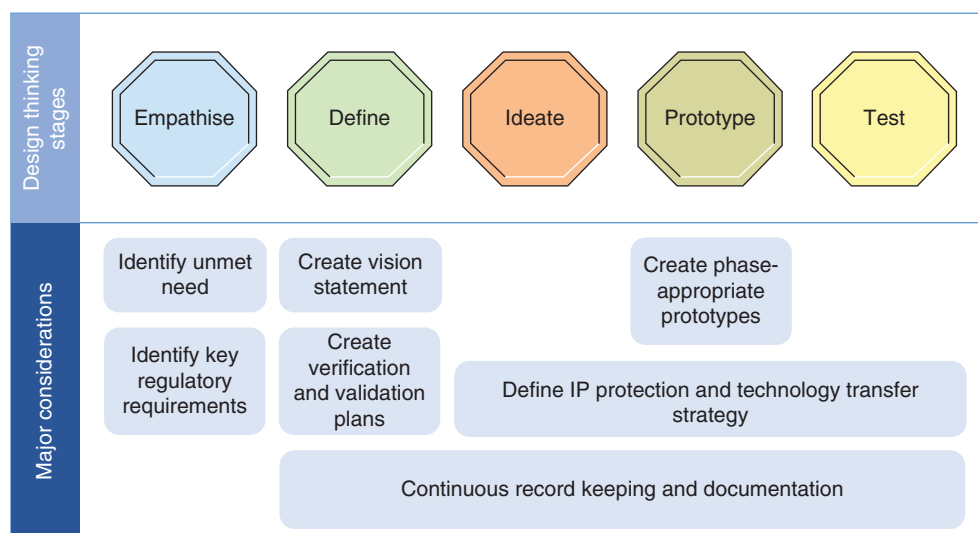 Design thinking
stages
Empathise
Define
Ideate
Prototype
Test
Major considerations
Identify unmet
need
Create vision
statement
Create phase-
appropriate
prototypes
Identify key
regulatory
requirements
Create
verification
and validation
plans
Define IP protection and technology transfer
strategy
Continuous record keeping and documentation